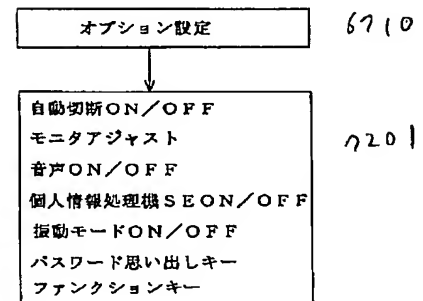 オプション設定 6710
自動切断ON/OFF
モニタアジャスト 7201
音声ON/OFF
個人情報処理機SEON/OFF
振動モードON/OFF
パスワード思い出しキー
ファンクションキー